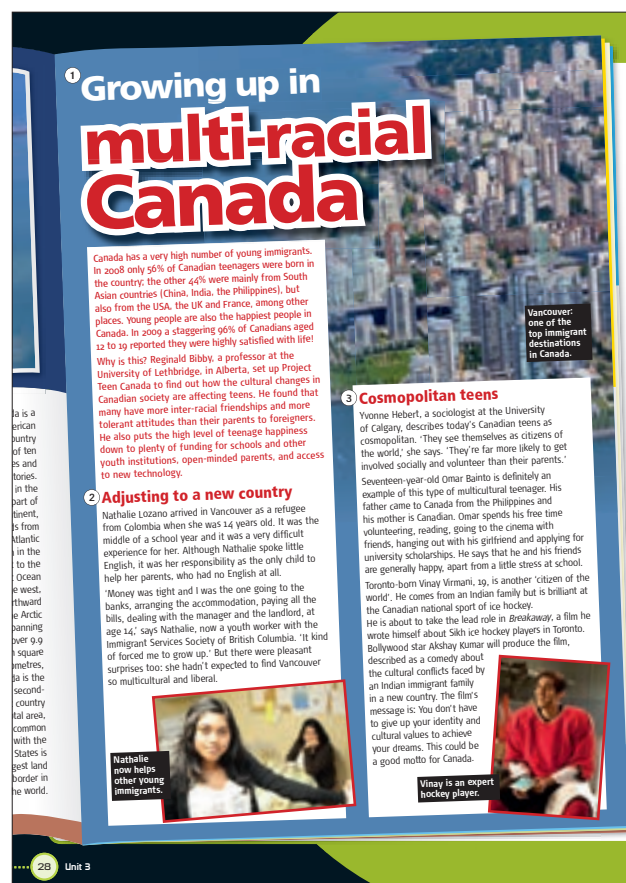 1
Growing up in
multi-racial
Canada
Canada has a very high number of young immigrants.
In 2008 only 56% of Canadian teenagers were born in
the country; the other 44% were mainly from South
Asian countries (China, India, the Philippines), but
also from the USA, the UK and France, among other
places. Young people are also the happiest people in
Canada. In 2009 a staggering 96% of Canadians aged
12 to 19 reported they were highly satisfied with life!
Why is this? Reginald Bibby, a professor at the
University of Lethbridge, in Alberta, set up Project
Teen Canada to find out how the cultural changes in
Canadian society are affecting teens. He found that
many have more inter-racial friendships and more
tolerant attitudes than their parents to foreigners.
He also puts the high level of teenage happiness
down to plenty of funding for schools and other
youth institutions, open-minded parents, and access
to new technology.
2 Adjusting to a new country
Nathalie Lozano arrived in Vancouver as a refugee
from Colombia when she was 14 years old. It was the
middle of a school year and it was a very difficult
experience for her. Although Nathalie spoke little
English, it was her responsibility as the only child to
help her parents, who had no English at all.
'Money was tight and I was the one going to the
banks, arranging the accommodation, paying all the
bills, dealing with the manager and the landlord, at
age 14,' says Nathalie, now a youth worker with the
Immigrant Services Society of British Columbia. 'It kind
of forced me to grow up.' But there were pleasant
surprises too: she hadn't expected to find Vancouver
so multicultural and liberal.
Nathalie
now helps
other young
immigrants.
Vancouver:
one of the
top immigrant
destinations
in Canada.
3 Cosmopolitan teens
Yvonne Hebert, a sociologist at the University
of Calgary, describes today's Canadian teens as
cosmopolitan. 'They see themselves as citizens of
the world,' she says. 'They're far more likely to get
involved socially and volunteer than their parents.'
Seventeen-year-old Omar Bainto is definitely an
example of this type of multicultural teenager. His
father came to Canada from the Philippines and
his mother is Canadian. Omar spends his free time
volunteering, reading, going to the cinema with
friends, hanging out with his girlfriend and applying for
university scholarships. He says that he and his friends
are generally happy, apart from a little stress at school.
Toronto-born Vinay Virmani, 19, is another 'citizen of the
world'. He comes from an Indian family but is brilliant at
the Canadian national sport of ice hockey.
He is about to take the lead role in Breakaway, a film he
wrote himself about Sikh ice hockey players in Toronto.
Bollywood star Akshay Kumar will produce the film,
described as a comedy about
the cultural conflicts faced by
an Indian immigrant family
in a new country. The film's
message is: You don't have
to give up your identity and
cultural values to achieve
your dreams. This could be
a good motto for Canada.
Vinay is an expert
hockey player.
28 Unit 3